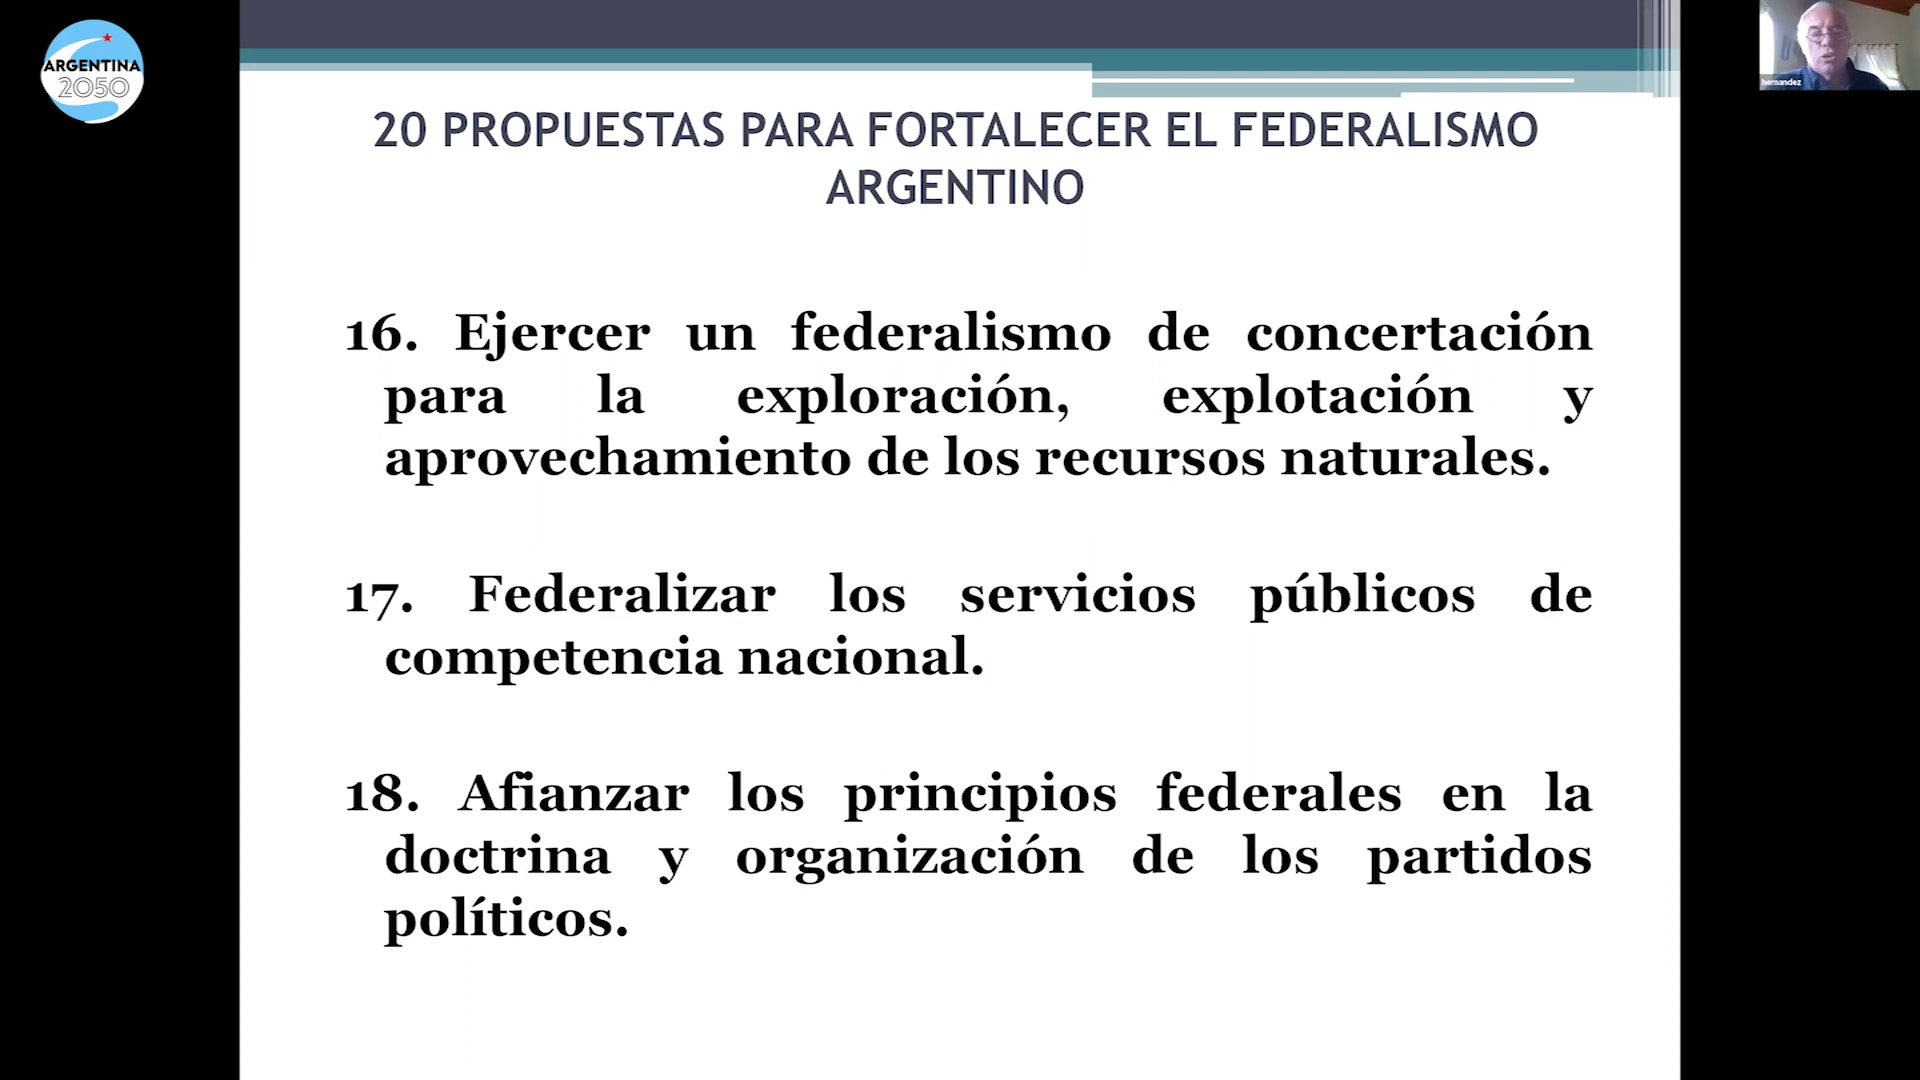 ARGENTINA
2050
hernandez
20 PROPUESTAS PARA FORTALECER EL FEDERALISMO
ARGENTINO
16. Ejercer un federalismo de concertación
para la exploración, explotación y
aprovechamiento de los recursos naturales.
17. Federalizar los servicios públicos de
competencia nacional.
18. Afianzar los principios federales en la
doctrina y organización de los partidos
políticos.